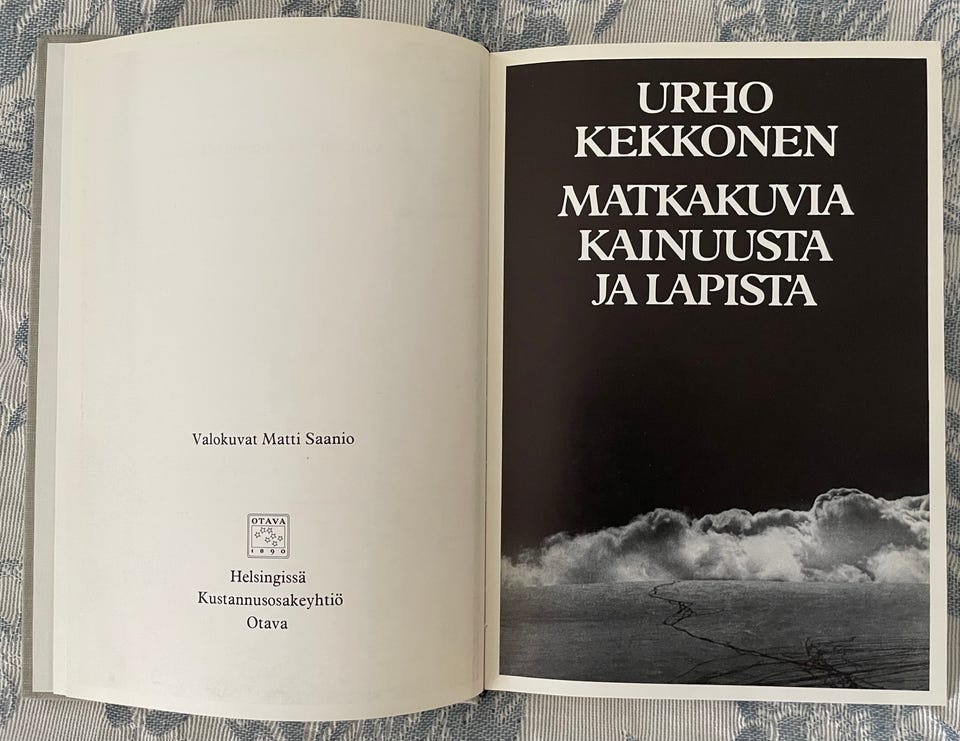 Valokuvat Matti Saanio
OTAVA
1890
Helsingissä
Kustannusosakeyhtiö
Otava
URHO
KEKKONEN
MATKAKUVIA
KAINUUSTA
JA LAPISTA